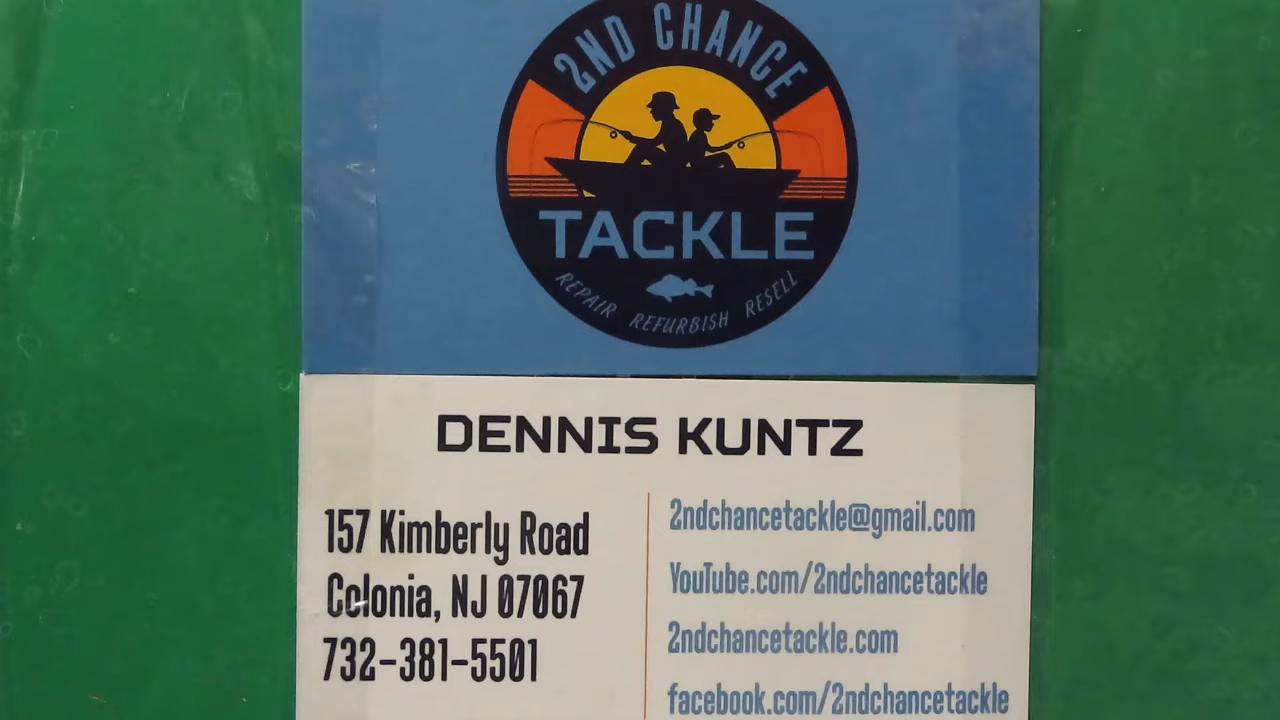 2ND CHANCE
TACKLE
REPAIR REFURBISH RESELL
DENNIS KUNTZ
157 Kimberly Road
Colonia, NJ 07067
732-381-5501
2ndchancetackle@gmail.com
YouTube.com/2ndchancetackle
2ndchancetackle.com
facebook.com/2ndchancetackle